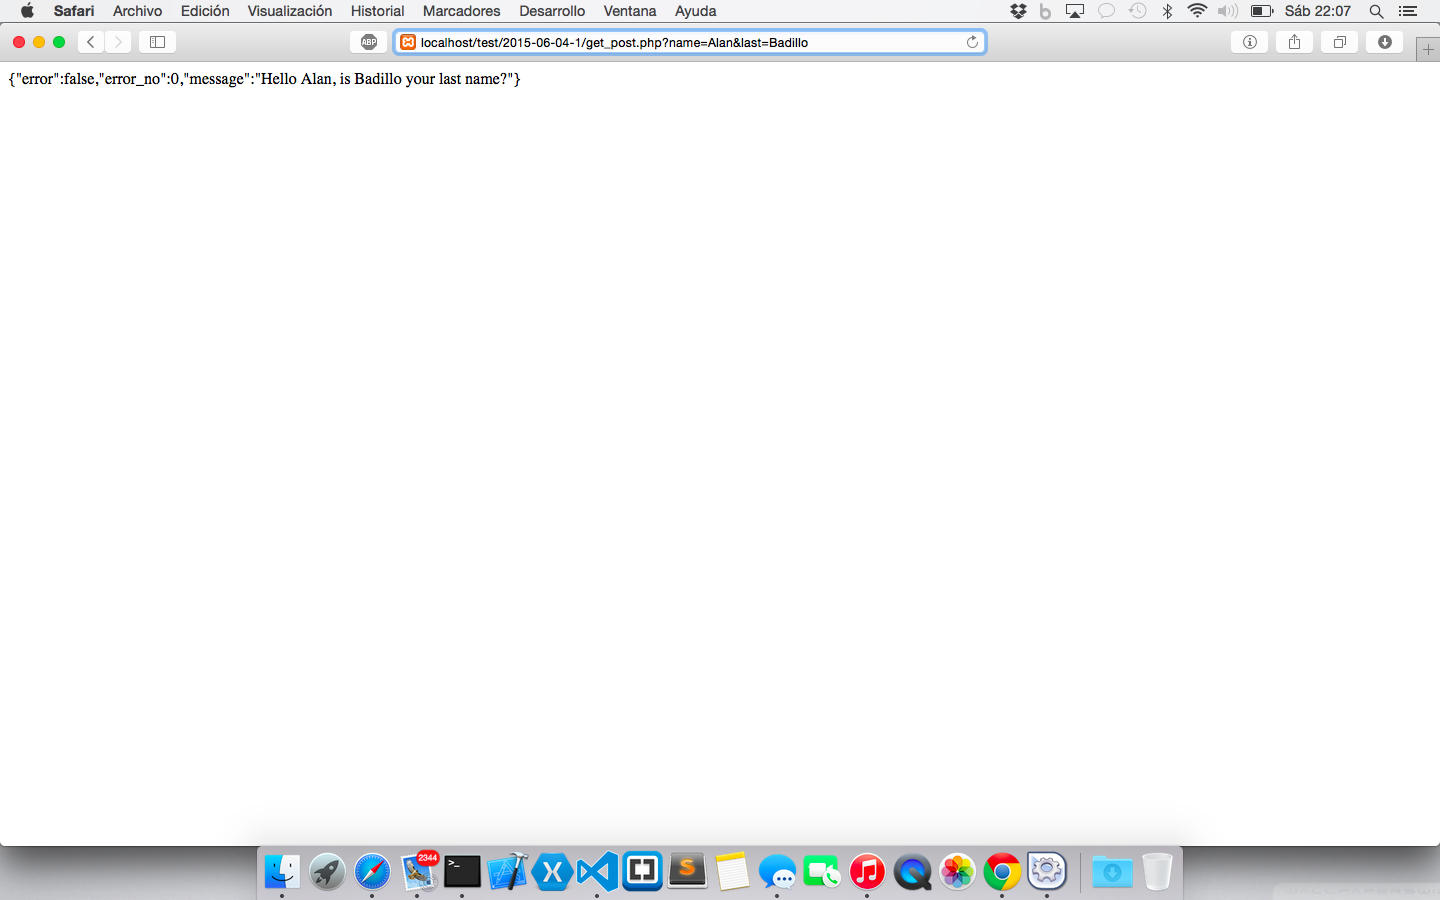 Safari Archivo Edición Visualización Historial Marcadores Desarrollo Ventana Ayuda Sáb 22:07
ABP localhost/test/2015-06-04-1/get_post.php?name=Alan&last=Badillo
{"error":false,"error_no":0,"message":"Hello Alan, is Badillo your last name?"}
2344